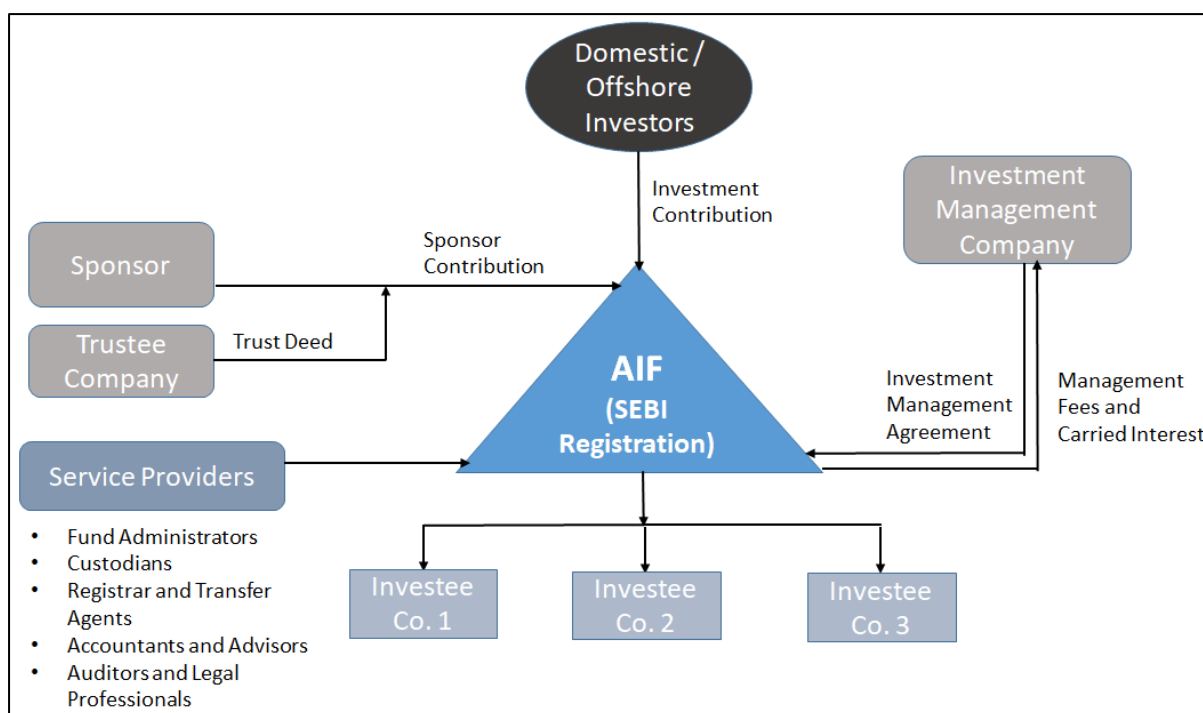 Domestic /
Offshore
Investors
Investment
Contribution
Investment
Management
Company
Sponsor
Sponsor
Contribution
Trustee
Company
Trust Deed
AIF
(SEBI
Registration)
Investment
Management
Agreement
Management
Fees and
Carried Interest
Service Providers
• Fund Administrators
• Custodians
• Registrar and Transfer
Agents
• Accountants and Advisors
• Auditors and Legal
Professionals
Investee
Co. 1
Investee
Co. 2
Investee
Co. 3